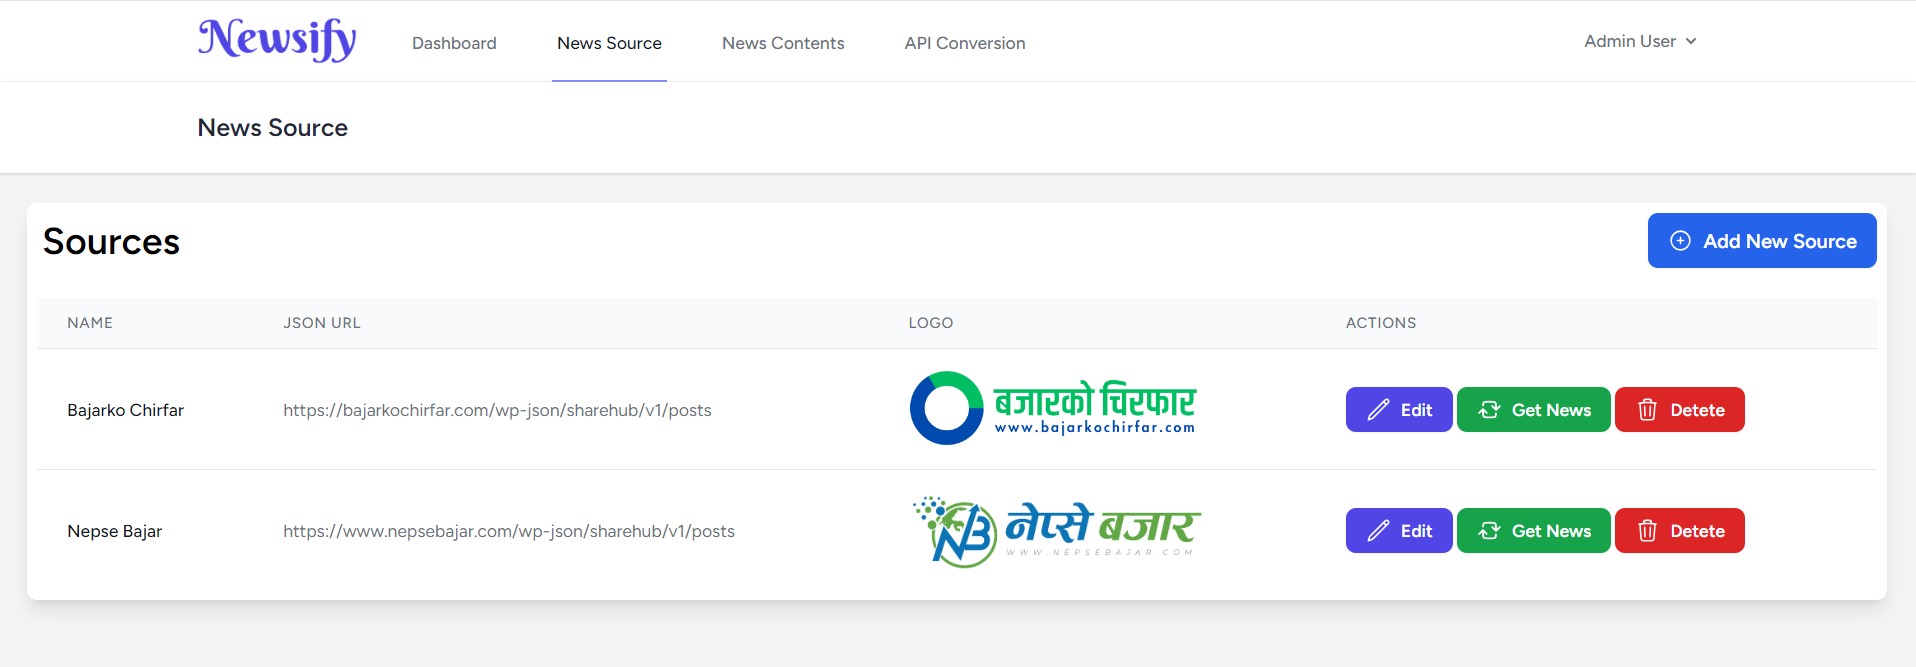 Newsify Dashboard News Source News Contents API Conversion Admin User
News Source
Sources Add New Source
NAME JSON URL LOGO ACTIONS
Bajarko Chirfar https://bajarkochirfar.com/wp-json/sharehub/v1/posts बजारको चिरफार Edit Get News Detete
www.bajarkochirfar.com
Nepse Bajar https://www.nepsebajar.com/wp-json/sharehub/v1/posts NB नेप्से बजार Edit Get News Detete
WWW.NEPSEBAJAR.COM